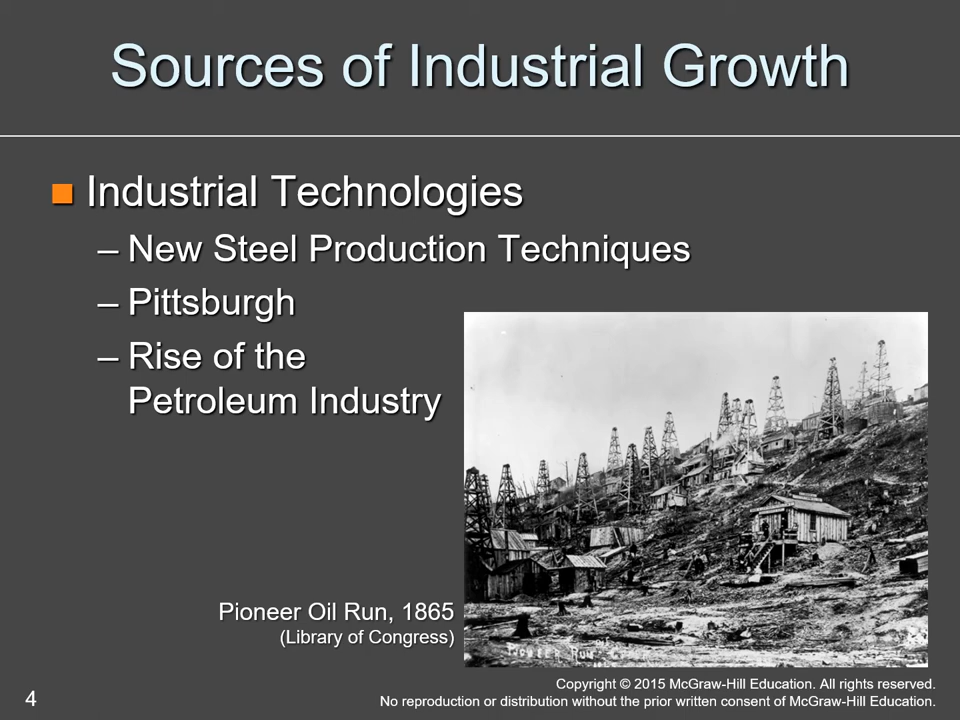 Sources of Industrial Growth
Industrial Technologies
– New Steel Production Techniques
– Pittsburgh
– Rise of the
Petroleum Industry
Pioneer Oil Run, 1865
(Library of Congress)
Copyright © 2015 McGraw-Hill Education. All rights reserved.
No reproduction or distribution without the prior written consent of McGraw-Hill Education.
4